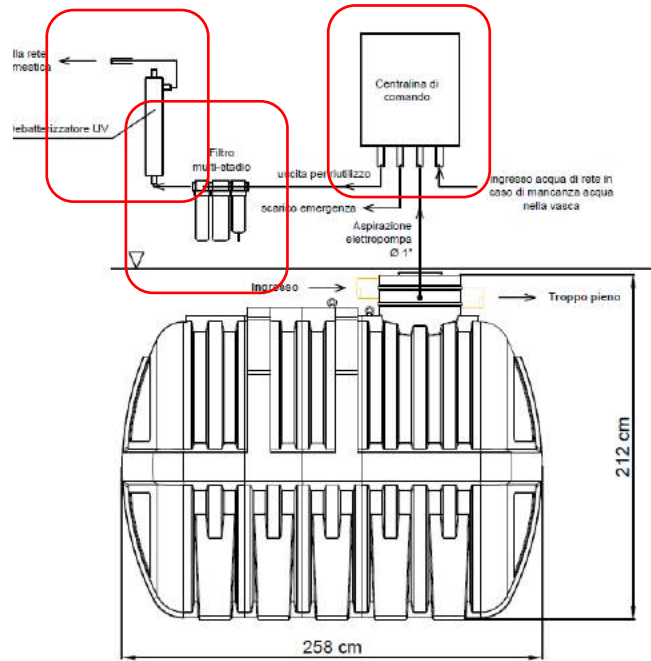 lla rete
mestica
Debatterizzatore UV
Filtro
multi-stadio
Centralina di
comando
uscita per riutilizzo
scarico emergenza
Ingresso acqua di rete in
caso di mancanza acqua
nella vasca
Aspirazione
elettropompa
Ø 1"
Ingresso
Troppo pieno
212 cm
258 cm